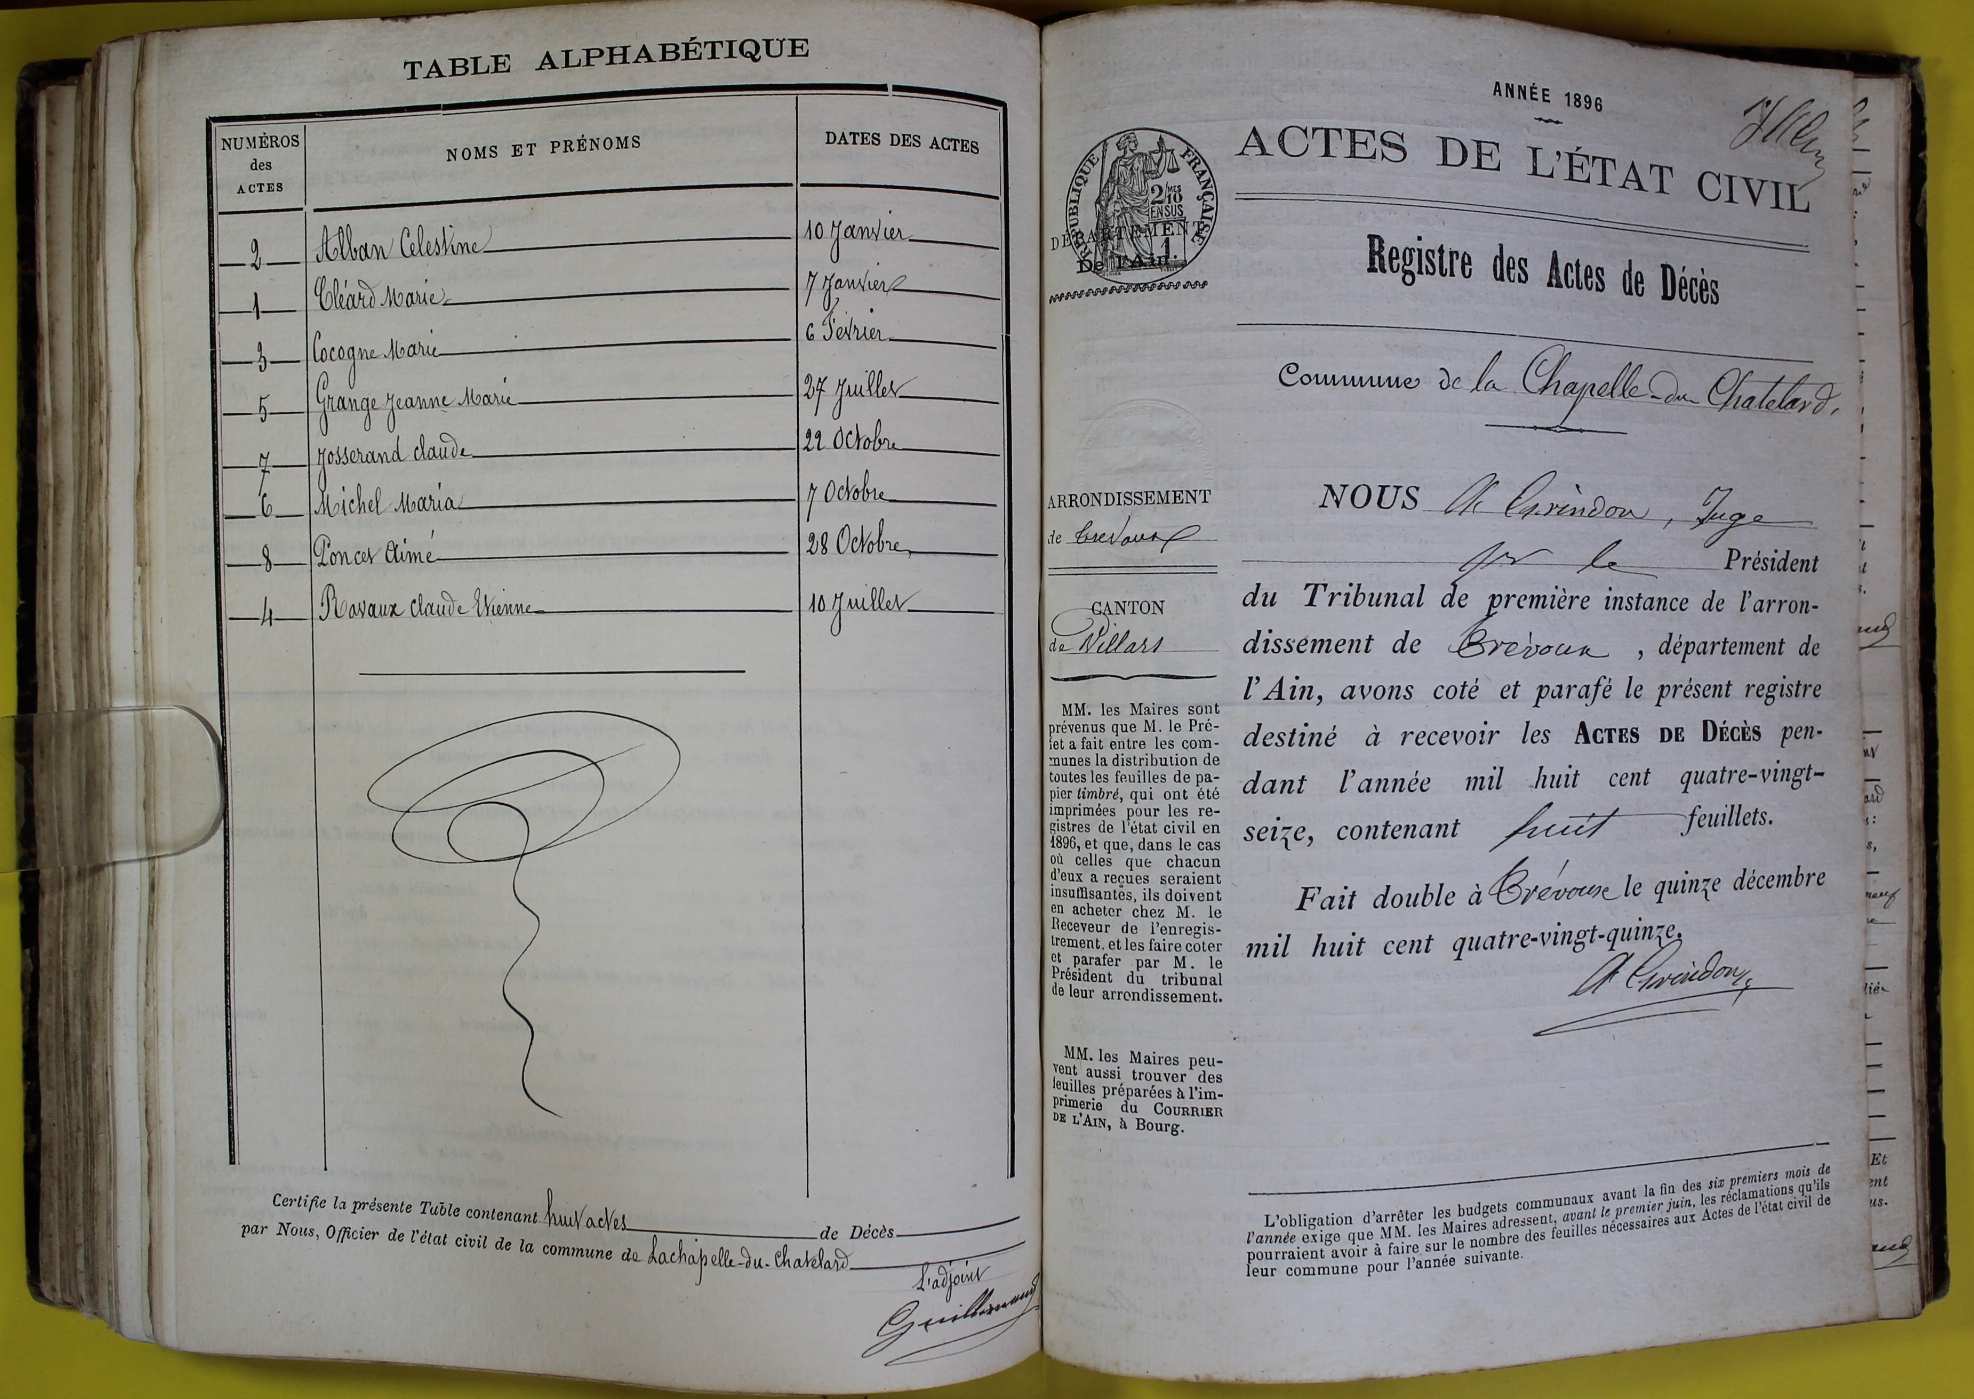 TABLE ALPHABÉTIQUE
NUMÉROS des ACTES NOMS ET PRÉNOMS DATES DES ACTES
2 Alban Celestine 10 Janvier
1 Cléard Marie 7 Janvier
3 Cocogne Marie 6 Février
5 Grange Jeanne Marie 27 Juillet
7 Josserand claude 22 Octobre
6 Michel Maria 7 Octobre
8 Poncet Aimé 28 Octobre
4 Ravaux claude Etienne 10 Juillet
Certifie la présente Table contenant huit actes de Décès
par Nous, Officier de l'état civil de la commune de Lachapelle-du-Chatelard
L'adjoint
Guillemaud
ANNÉE 1896
ACTES DE L'ÉTAT CIVIL
RÉPUBLIQUE FRANÇAISE
2/10 MES
EN SUS
DÉPARTEMENT
De l'Ain.
1
Registre des Actes de Décès
Commune de la Chapelle-du-Chatelard.
ARRONDISSEMENT
de Trévoux
CANTON
de Villars
MM. les Maires sont
prévenus que M. le Pré-
fet a fait entre les com-
munes la distribution de
toutes les feuilles de pa-
pier timbré, qui ont été
imprimées pour les re-
gistres de l'état civil en
1896, et que, dans le cas
où celles que chacun
d'eux a reçues seraient
insuffisantes, ils doivent
en acheter chez M. le
Receveur de l'enregis-
trement, et les faire coter
et parafer par M. le
Président du tribunal
de leur arrondissement.
MM. les Maires peu-
vent aussi trouver des
feuilles préparées à l'im-
primerie du COURRIER
DE L'AIN, à Bourg.
NOUS A Grindon, Juge
pr le Président
du Tribunal de première instance de l'arron-
dissement de Trévoux, département de
l'Ain, avons coté et parafé le présent registre
destiné à recevoir les ACTES DE DÉCÈS pen-
dant l'année mil huit cent quatre-vingt-
seize, contenant huit feuillets.
Fait double à Trévoux le quinze décembre
mil huit cent quatre-vingt-quinze.
A Grindon
L'obligation d'arrêter les budgets communaux avant la fin des six premiers mois de
l'année exige que MM. les Maires adressent, avant le premier juin, les réclamations qu'ils
pourraient avoir à faire sur le nombre des feuilles nécessaires aux Actes de l'état civil de
leur commune pour l'année suivante.